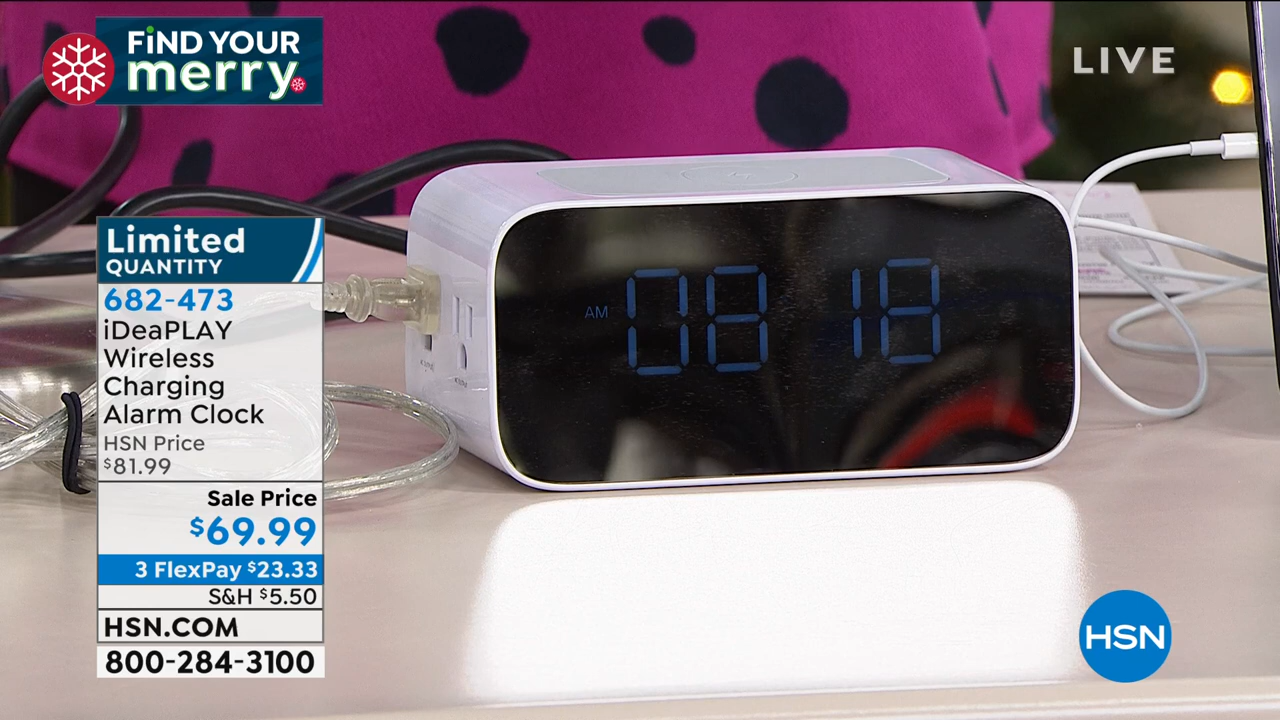 FiND YOUR
merry
LIVE
Limited
QUANTITY
682-473
iDeaPLAY
Wireless
Charging
Alarm Clock
HSN Price
$81.99
Sale Price
$69.99
3 FlexPay $23.33
S&H $5.50
HSN.COM
800-284-3100
AM 08 18
HSN